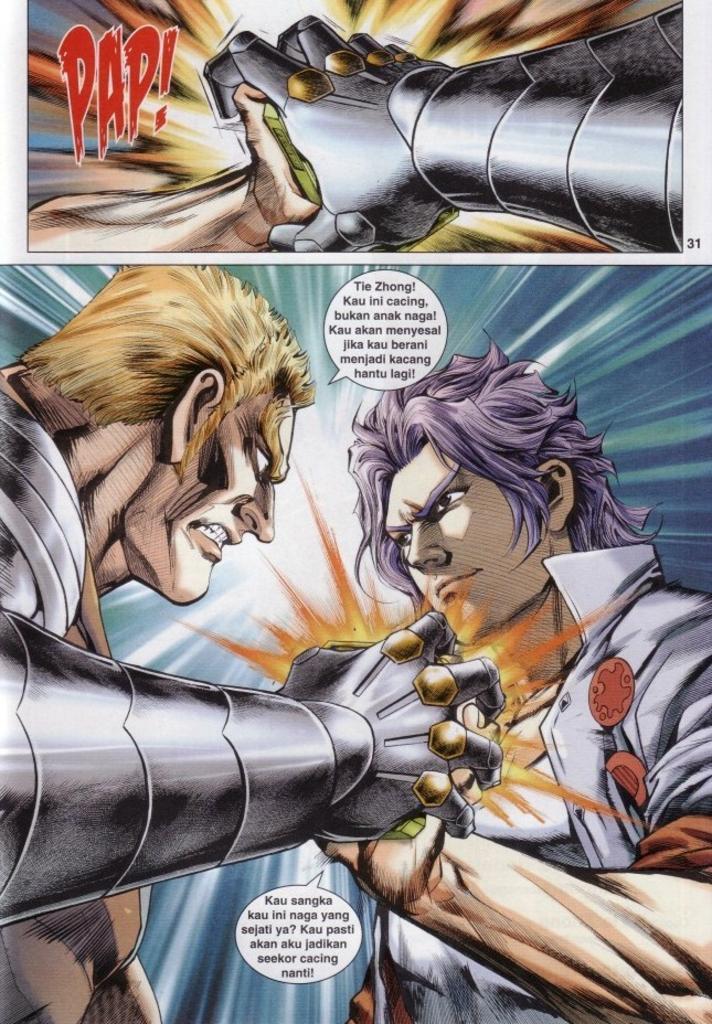 PAP!
31
Tie Zhong!
Kau ini cacing,
bukan anak naga!
Kau akan menyesal
jika kau berani
menjadi kacang
hantu lagi!
Kau sangka
kau ini naga yang
sejati ya? Kau pasti
akan aku jadikan
seekor cacing
nanti!